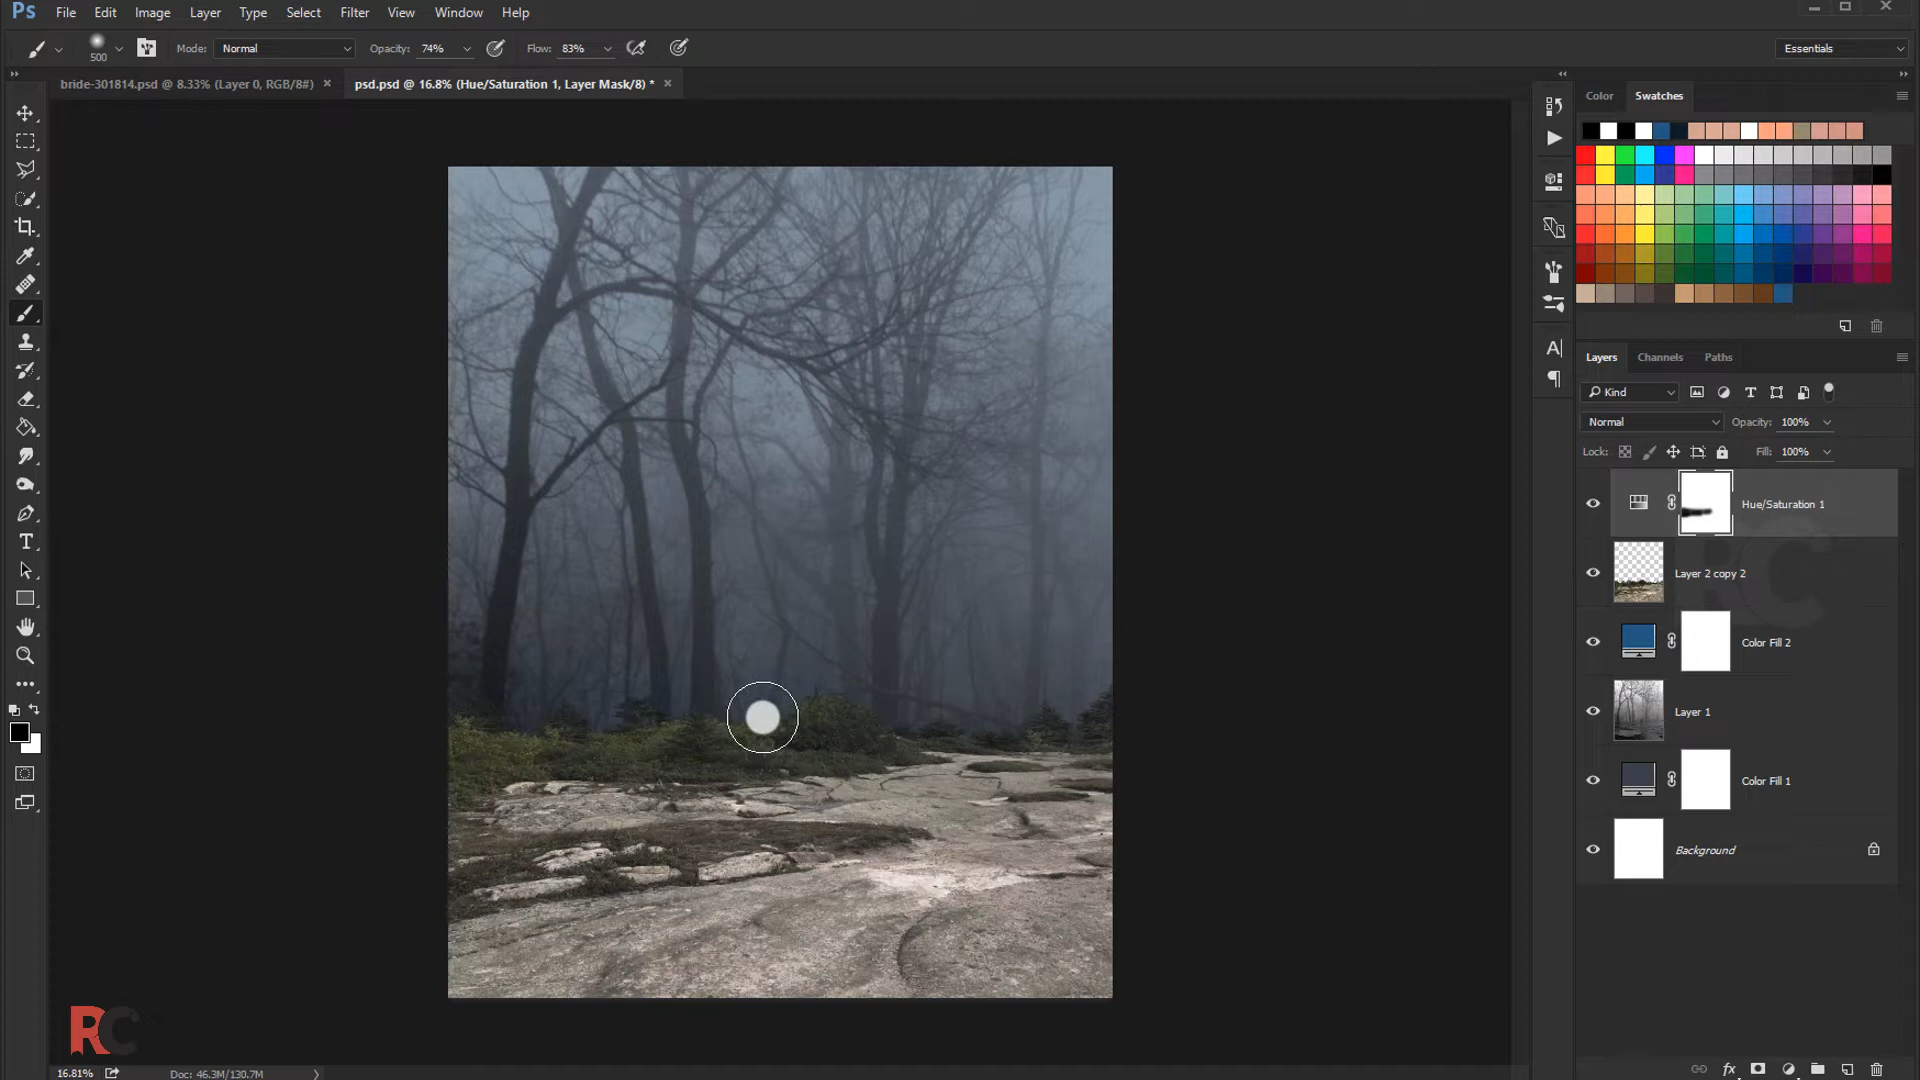 Ps File Edit Image Layer Type Select Filter View Window Help
500 Mode: Normal Opacity: 74% Flow: 83% Essentials
bride-301814.psd @ 8.33% (Layer 0, RGB/8#) × psd.psd @ 16.8% (Hue/Saturation 1, Layer Mask/8) * ×
Color Swatches
Layers Channels Paths
Kind
Normal Opacity: 100%
Lock: Fill: 100%
Hue/Saturation 1
Layer 2 copy 2
Color Fill 2
Layer 1
Color Fill 1
Background
RC
RC
16.81% Doc: 46.3M/130.7M